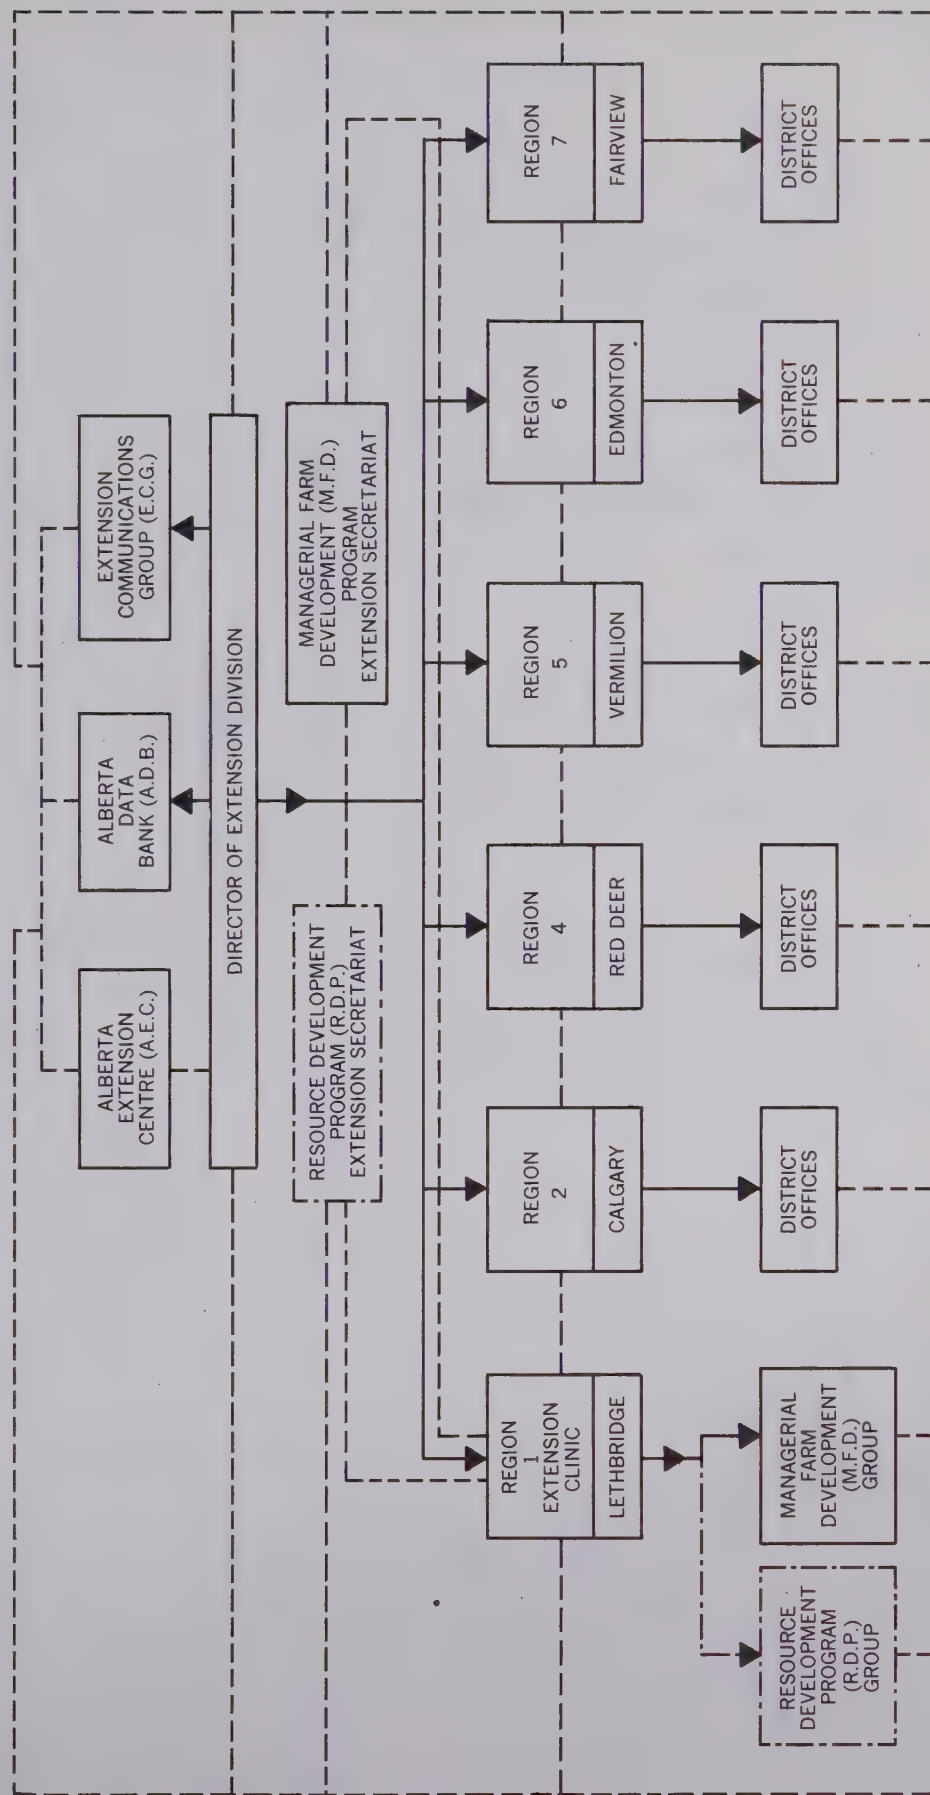 ALBERTA
EXTENSION
CENTRE (A.E.C.)
ALBERTA
DATA
BANK (A.D.B.)
EXTENSION
COMMUNICATIONS
GROUP (E.C.G.)
DIRECTOR OF EXTENSION DIVISION
RESOURCE DEVELOPMENT
PROGRAM (R.D.P.)
EXTENSION SECRETARIAT
MANAGERIAL FARM
DEVELOPMENT (M.F.D.)
PROGRAM
EXTENSION SECRETARIAT
REGION
1
EXTENSION
CLINIC
LETHBRIDGE
REGION
2
CALGARY
REGION
4
RED DEER
REGION
5
VERMILION
REGION
6
EDMONTON
REGION
7
FAIRVIEW
RESOURCE
DEVELOPMENT
PROGRAM
(R.D.P.)
GROUP
MANAGERIAL
FARM
DEVELOPMENT
(M.F.D.)
GROUP
DISTRICT
OFFICES
DISTRICT
OFFICES
DISTRICT
OFFICES
DISTRICT
OFFICES
DISTRICT
OFFICES